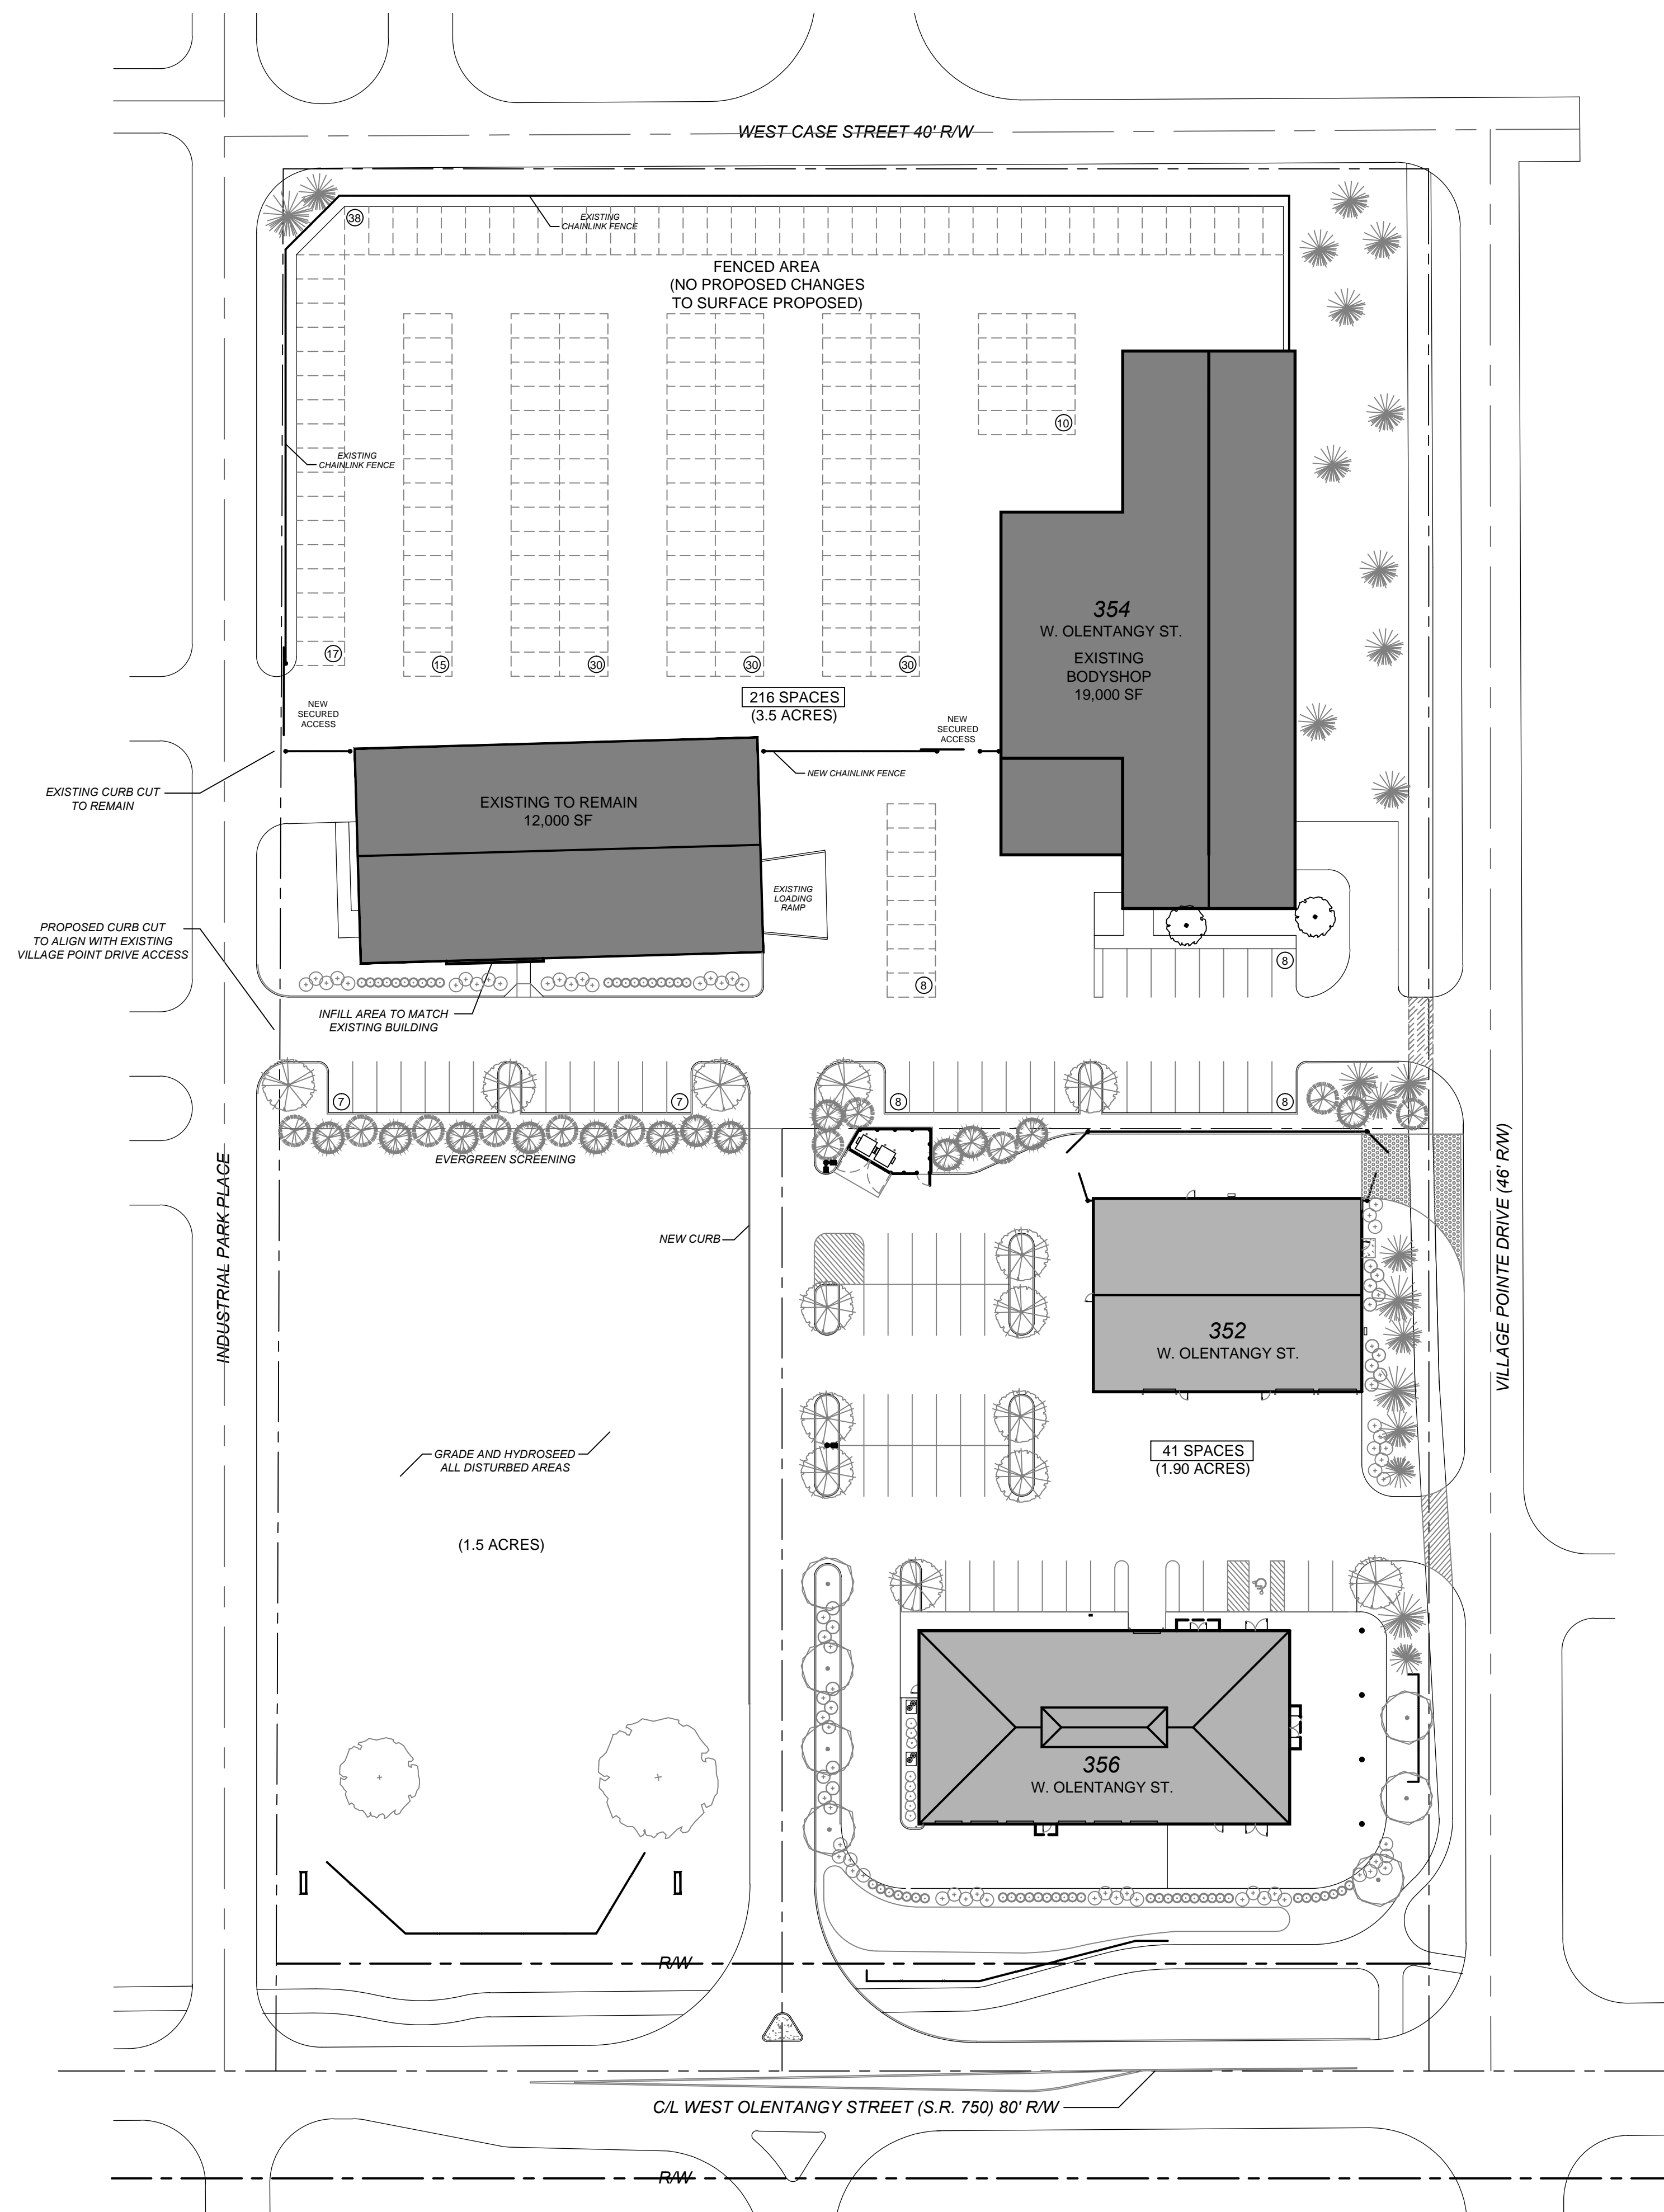 WEST CASE STREET 40' R/W
38
EXISTING
CHAINLINK FENCE
FENCED AREA
(NO PROPOSED CHANGES
TO SURFACE PROPOSED)
10
EXISTING
CHAINLINK FENCE
354
W. OLENTANGY ST.
EXISTING
BODYSHOP
19,000 SF
17
15
30
30
30
216 SPACES
(3.5 ACRES)
NEW
SECURED
ACCESS
NEW
SECURED
ACCESS
NEW CHAINLINK FENCE
EXISTING CURB CUT
TO REMAIN
EXISTING TO REMAIN
12,000 SF
EXISTING
LOADING
RAMP
PROPOSED CURB CUT
TO ALIGN WITH EXISTING
VILLAGE POINT DRIVE ACCESS
8
8
INFILL AREA TO MATCH
EXISTING BUILDING
7
7
8
8
EVERGREEN SCREENING
INDUSTRIAL PARK PLACE
VILLAGE POINTE DRIVE (46' R/W)
NEW CURB
352
W. OLENTANGY ST.
GRADE AND HYDROSEED
ALL DISTURBED AREAS
41 SPACES
(1.90 ACRES)
(1.5 ACRES)
356
W. OLENTANGY ST.
R/W
C/L WEST OLENTANGY STREET (S.R. 750) 80' R/W
R/W